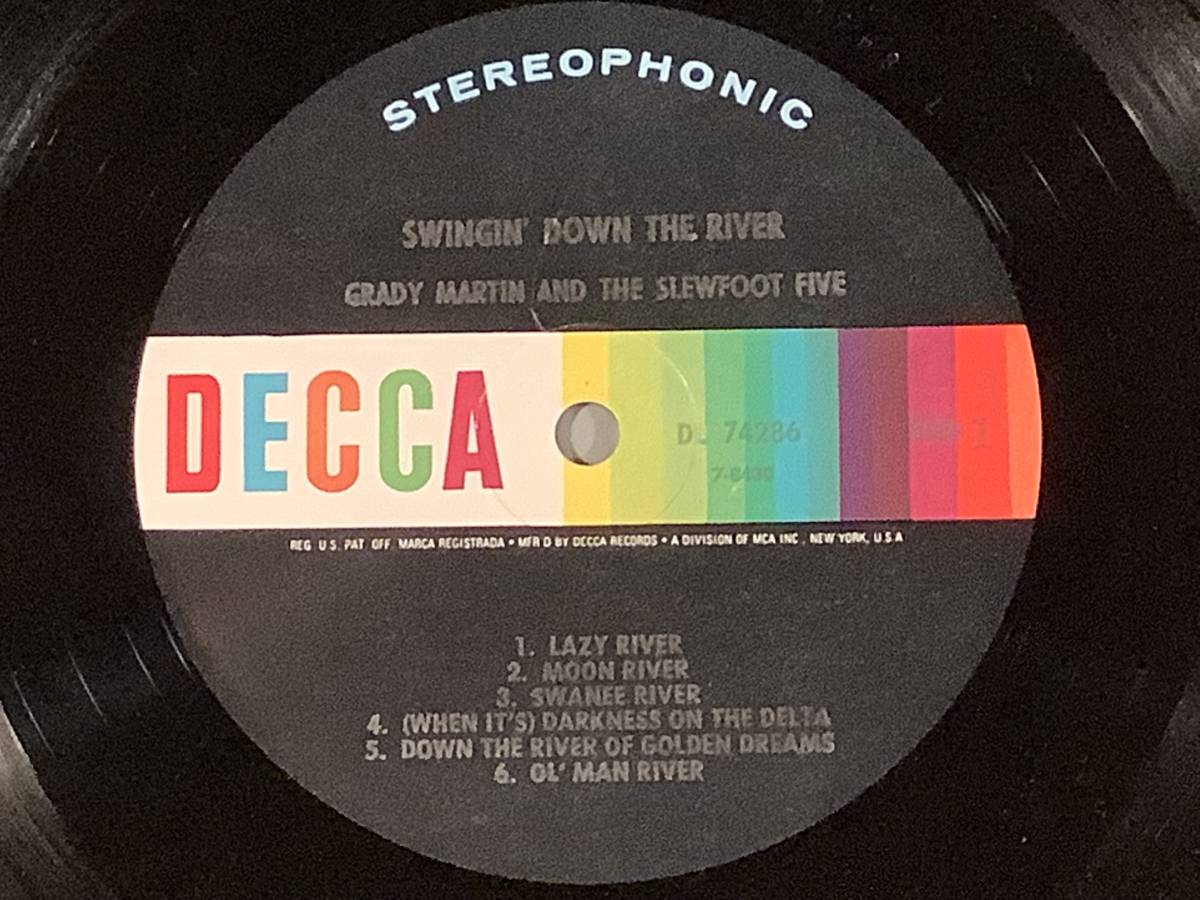 STEREOPHONIC
SWINGIN' DOWN THE RIVER
GRADY MARTIN AND THE SLEWFOOT FIVE
DECCA
74286
1
REG. U.S. PAT. OFF. MARCA REGISTRADA • MFR'D BY DECCA RECORDS • A DIVISION OF MCA INC., NEW YORK, U.S.A
1. LAZY RIVER
2. MOON RIVER
3. SWANEE RIVER
4. (WHEN IT'S) DARKNESS ON THE DELTA
5. DOWN THE RIVER OF GOLDEN DREAMS
6. OL' MAN RIVER